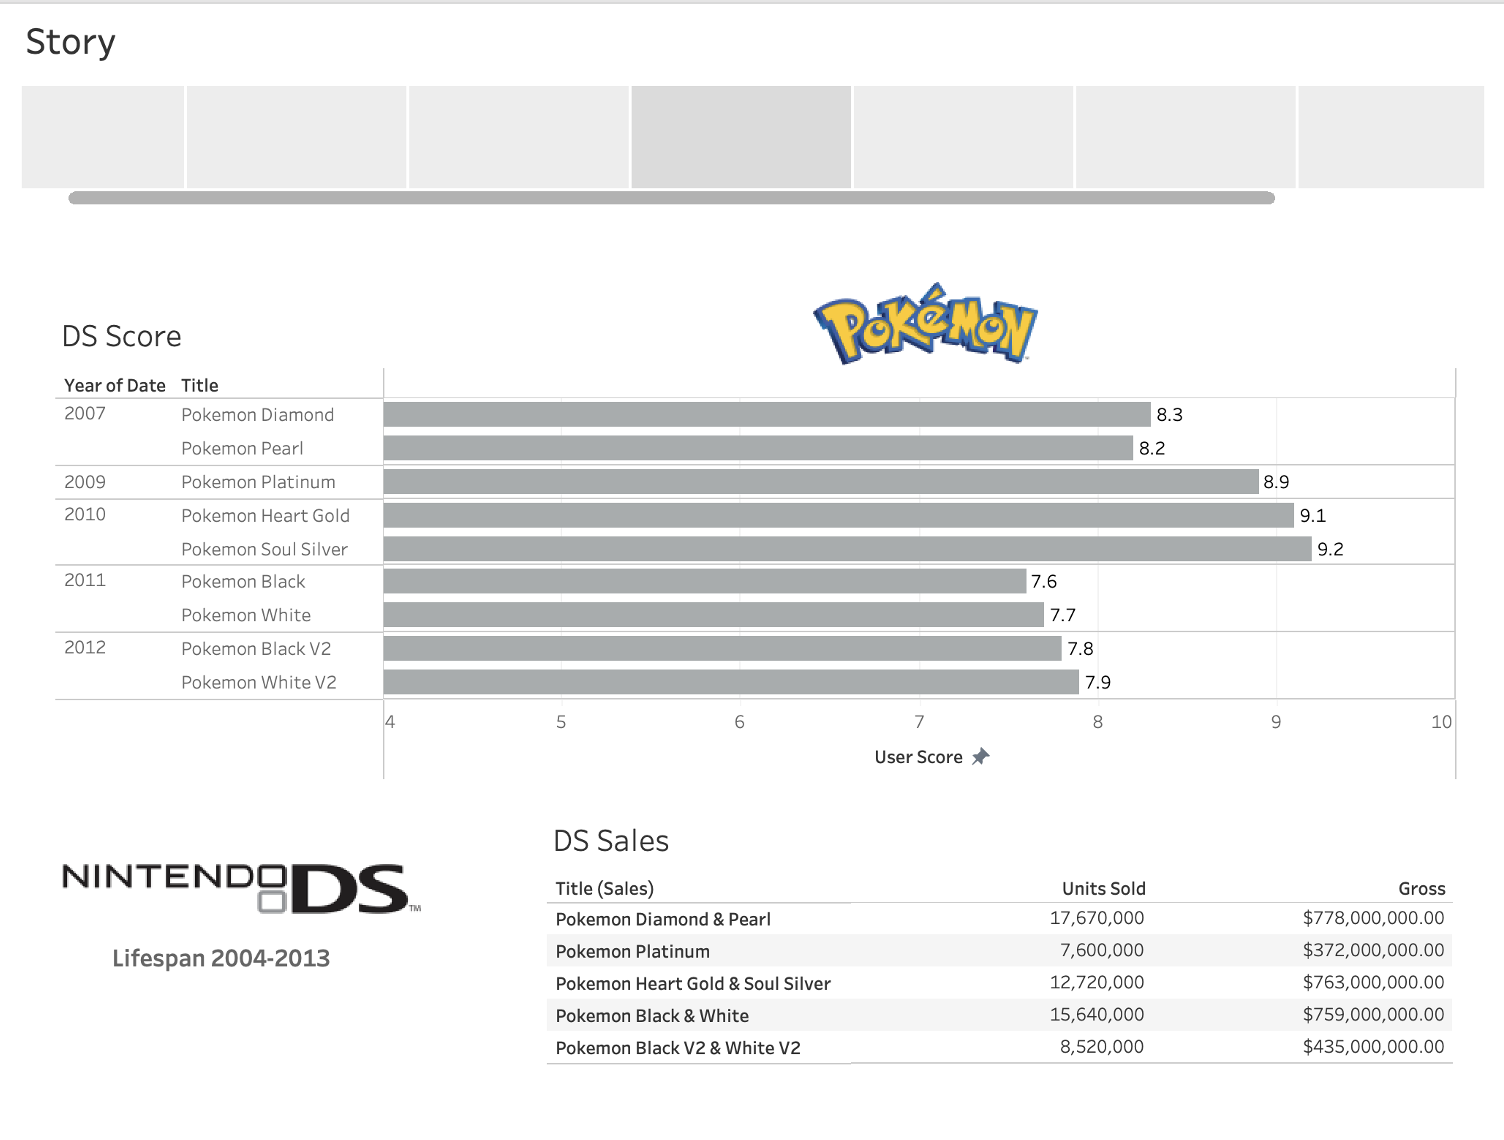 Story
POKéMON
DS Score
Year of Date Title
2007 Pokemon Diamond 8.3
Pokemon Pearl 8.2
2009 Pokemon Platinum 8.9
2010 Pokemon Heart Gold 9.1
Pokemon Soul Silver 9.2
2011 Pokemon Black 7.6
Pokemon White 7.7
2012 Pokemon Black V2 7.8
Pokemon White V2 7.9
4 5 6 7 8 9 10
User Score
NINTENDO DS™
Lifespan 2004-2013
DS Sales
Title (Sales) Units Sold Gross
Pokemon Diamond & Pearl 17,670,000 $778,000,000.00
Pokemon Platinum 7,600,000 $372,000,000.00
Pokemon Heart Gold & Soul Silver 12,720,000 $763,000,000.00
Pokemon Black & White 15,640,000 $759,000,000.00
Pokemon Black V2 & White V2 8,520,000 $435,000,000.00